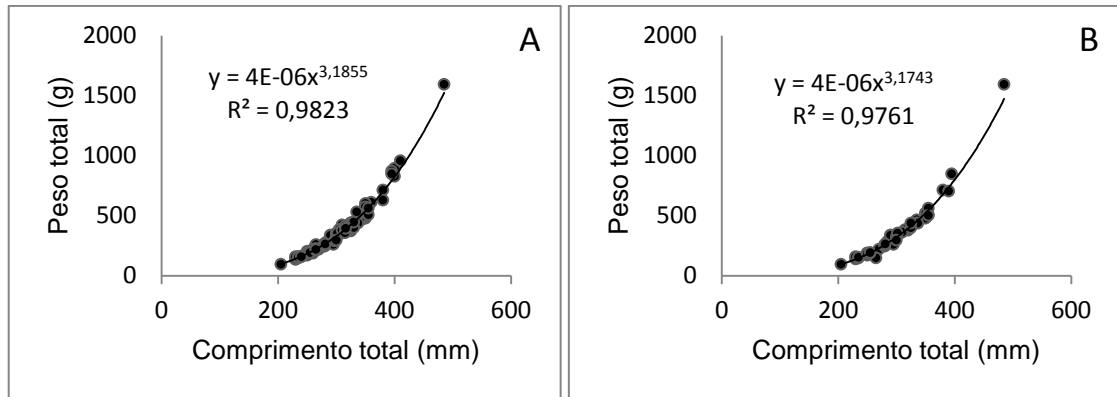 A
Peso total (g)
2000
1500
1000
500
0
y = 4E-06x^3,1855
R² = 0,9823
0
200
400
600
Comprimento total (mm)
B
Peso total (g)
2000
1500
1000
500
0
y = 4E-06x^3,1743
R² = 0,9761
0
200
400
600
Comprimento total (mm)